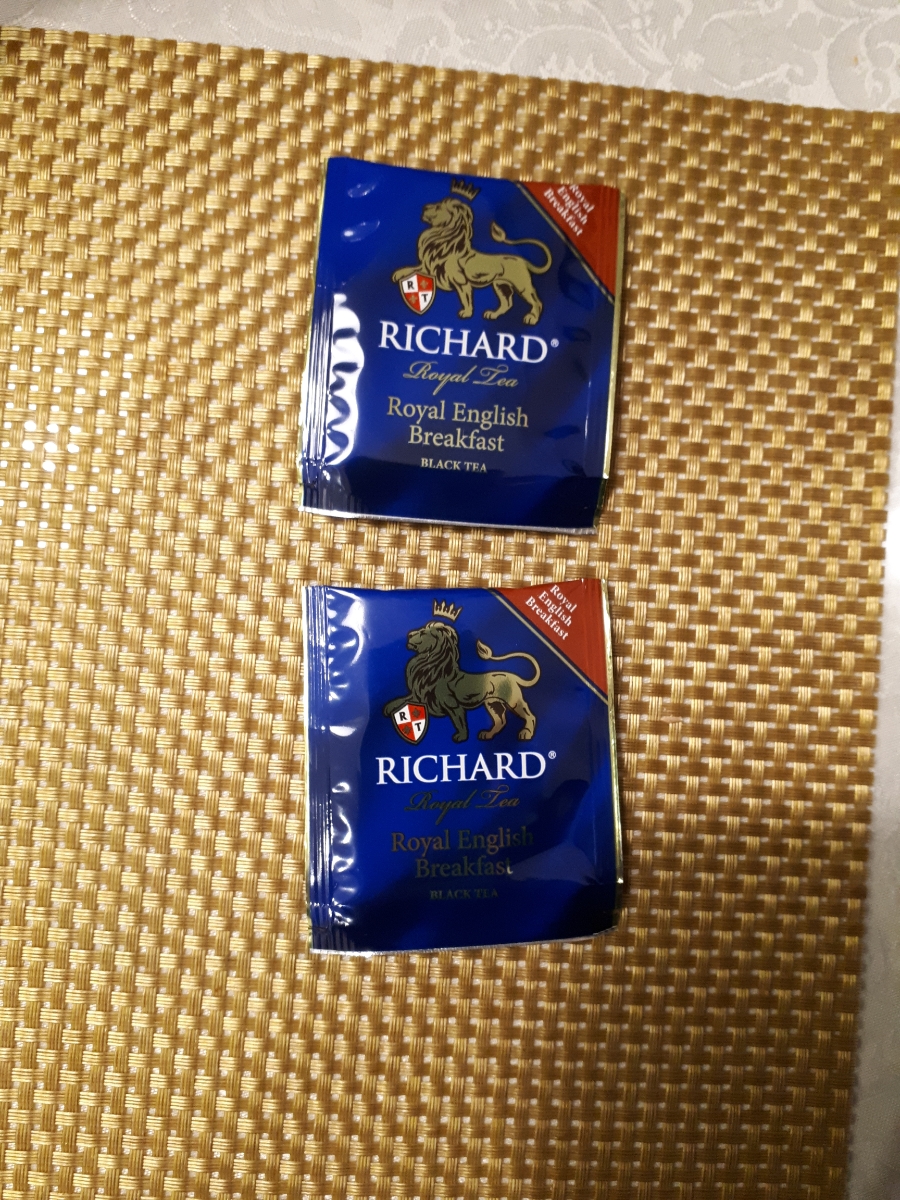 Royal
English
Breakfast
R
T
RICHARD®
Royal Tea
Royal English
Breakfast
BLACK TEA
Royal
English
Breakfast
R
T
RICHARD®
Royal Tea
Royal English
Breakfast
BLACK TEA